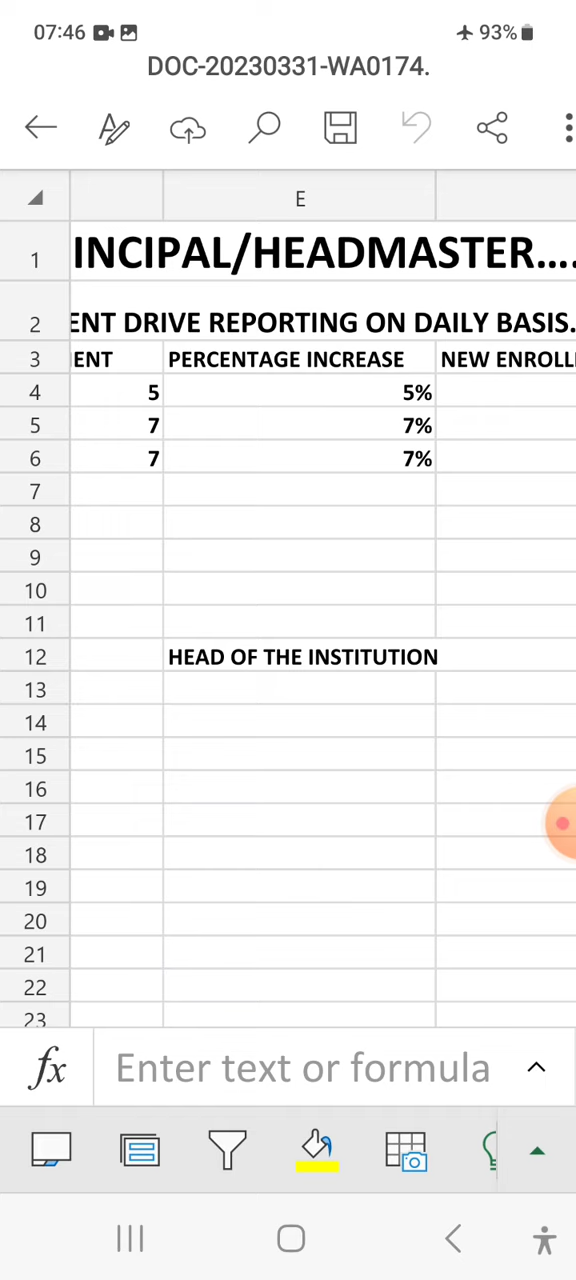 07:46 93%
DOC-20230331-WA0174.
E
1 INCIPAL/HEADMASTER....
2 ENT DRIVE REPORTING ON DAILY BASIS.
3 ENT PERCENTAGE INCREASE NEW ENROLL
4 5 5%
5 7 7%
6 7 7%
7
8
9
10
11
12 HEAD OF THE INSTITUTION
13
14
15
16
17
18
19
20
21
22
23
fx Enter text or formula